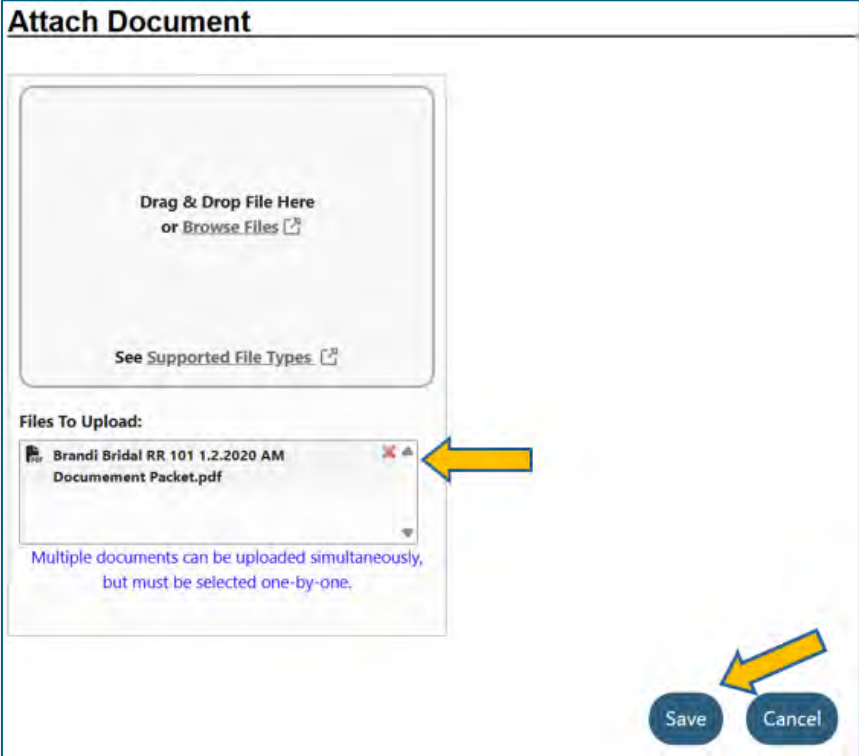 Attach Document
Drag & Drop File Here
or Browse Files
See Supported File Types
Files To Upload:
Brandi Bridal RR 101 1.2.2020 AM
Documement Packet.pdf
Multiple documents can be uploaded simultaneously,
but must be selected one-by-one.
Save Cancel